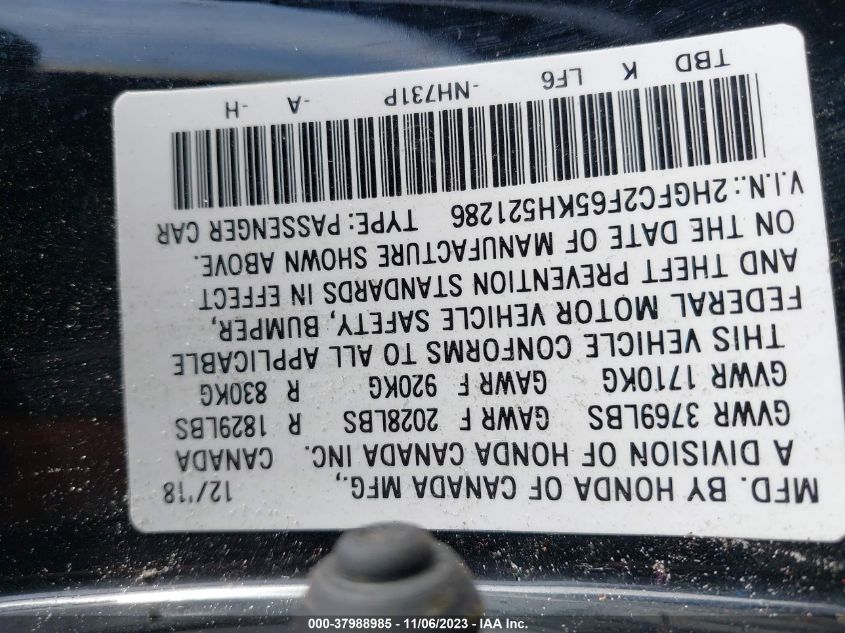 MFD. BY HONDA OF CANADA MFG., 12/'18
A DIVISION OF HONDA CANADA INC. CANADA
GVWR 3769LBS GAWR F 2028LBS R 1829LBS
GVWR 1710KG GAWR F 920KG R 830KG
THIS VEHICLE CONFORMS TO ALL APPLICABLE
FEDERAL MOTOR VEHICLE SAFETY, BUMPER,
AND THEFT PREVENTION STANDARDS IN EFFECT
ON THE DATE OF MANUFACTURE SHOWN ABOVE.
V.I.N.: 2HGFC2F65KH521286 TYPE: PASSENGER CAR
TBD K LF6 -NH731P -A -H
000-37988985 - 11/06/2023 - IAA Inc.